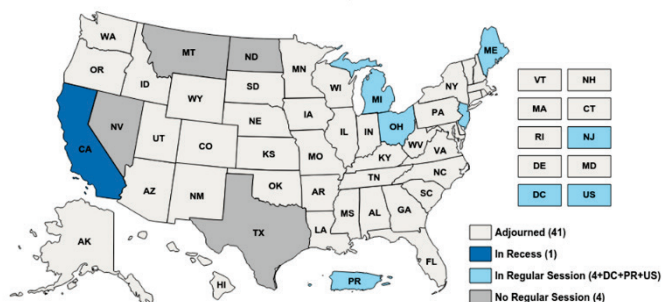 WA
MT
ND
MN
ME
OR
ID
SD
WI
NY
VT
NH
WY
MI
MA
CT
NE
IA
PA
NV
IL
IN
OH
RI
NJ
CA
UT
CO
WV
VA
KS
MO
KY
DE
MD
NC
TN
AZ
NM
OK
AR
SC
DC
US
MS
AL
GA
TX
LA
Adjourned (41)
AK
In Recess (1)
FL
HI
PR
In Regular Session (4+DC+PR+US)
No Regular Session (4)